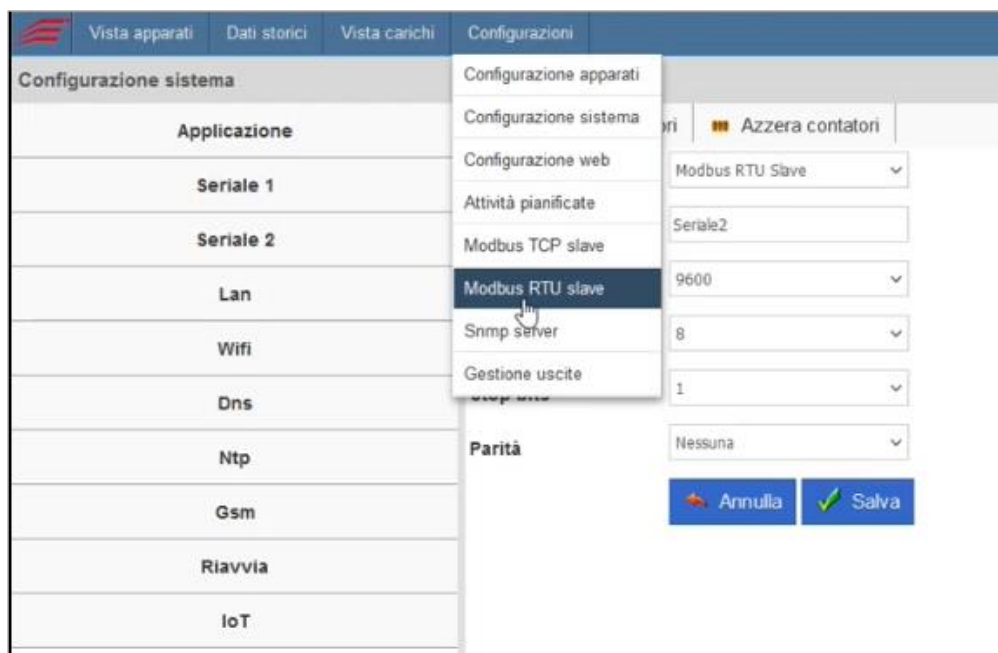 Vista apparati Dati storici Vista carichi Configurazioni
Configurazione sistema
Applicazione
Seriale 1
Seriale 2
Lan
Wifi
Dns
Ntp
Gsm
Riavvia
IoT
Configurazione apparati
Configurazione sistema
Configurazione web
Attività pianificate
Modbus TCP slave
Modbus RTU slave
Snmp server
Gestione uscite
ori Azzera contatori
Modbus RTU Slave
Seriale2
9600
8
1
Parità Nessuna
Annulla Salva